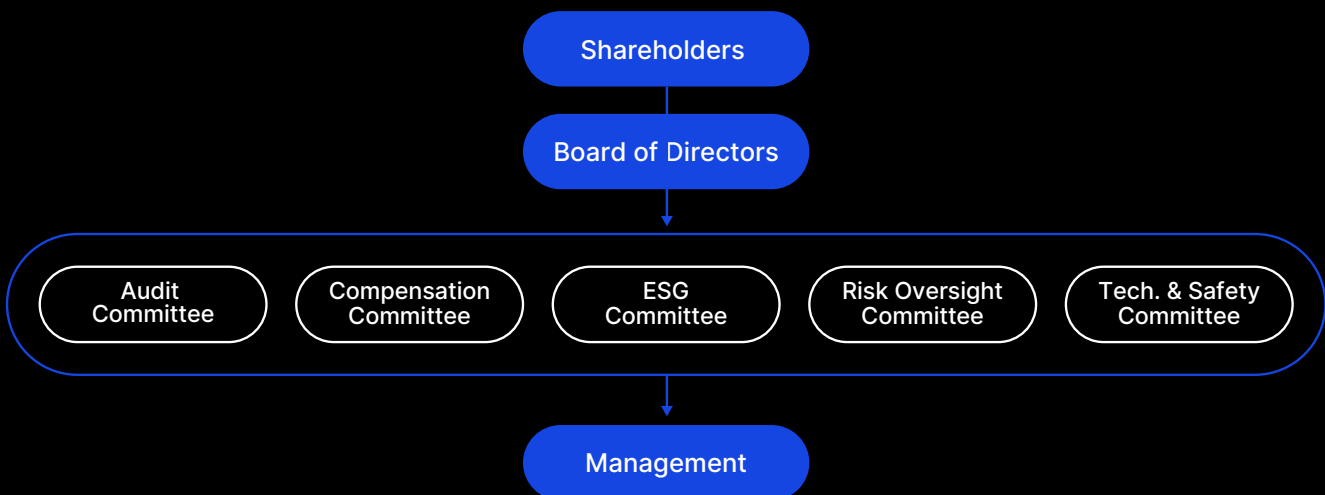 Shareholders
Board of Directors
Audit
Committee
Compensation
Committee
ESG
Committee
Risk Oversight
Committee
Tech. & Safety
Committee
Management